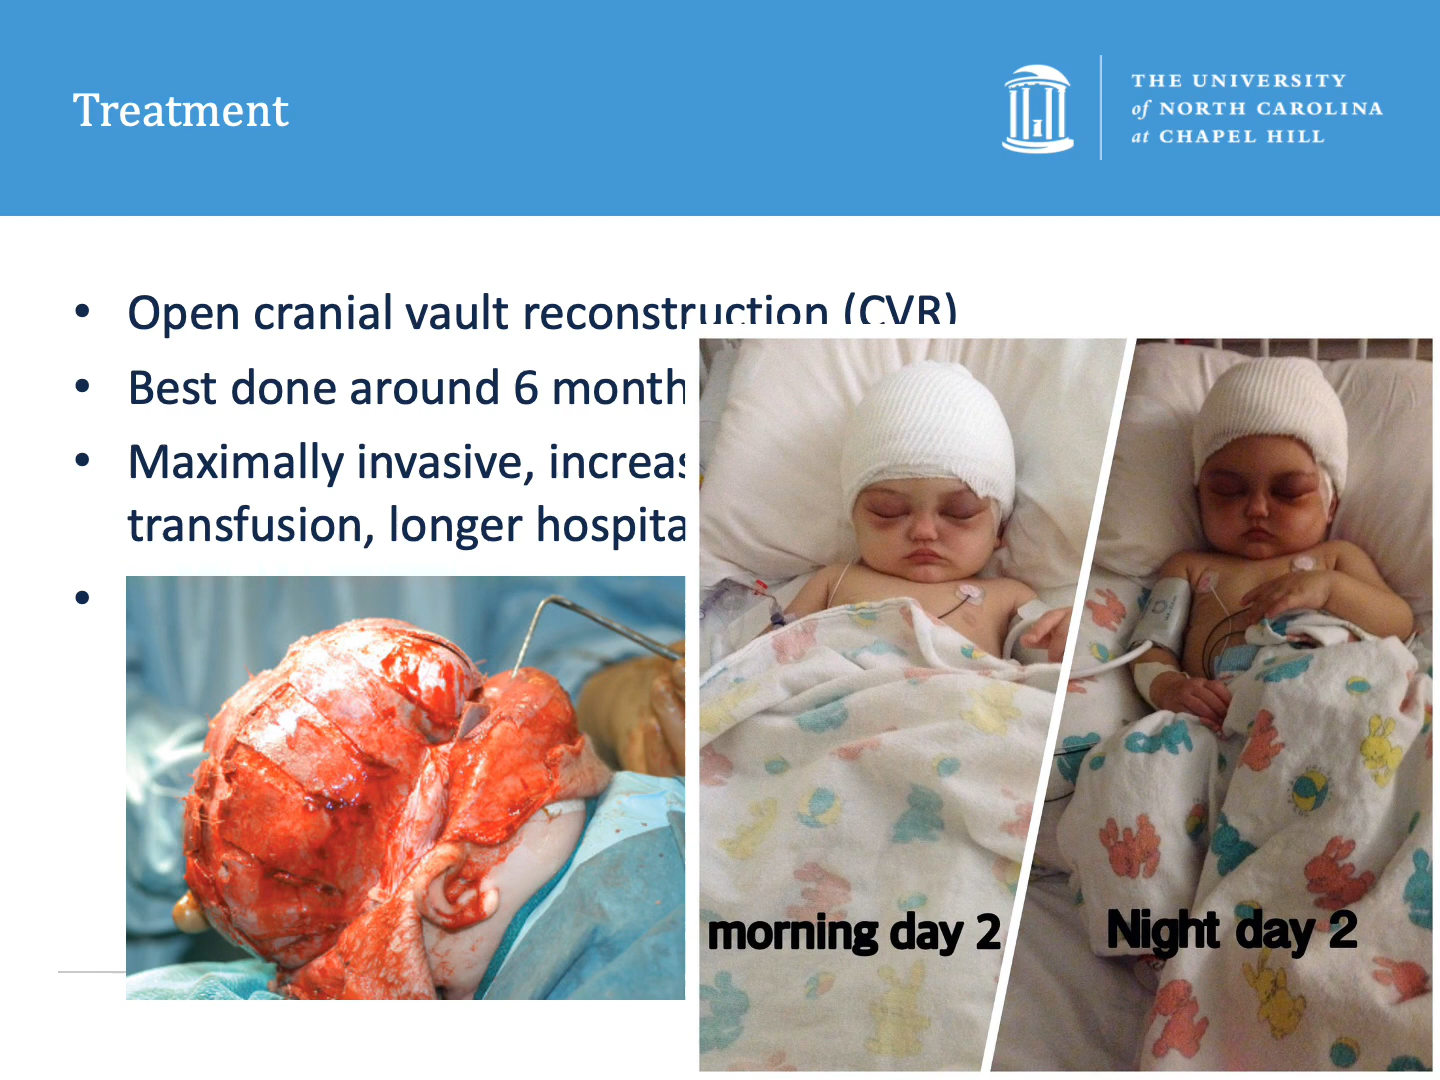 Treatment
THE UNIVERSITY
of NORTH CAROLINA
at CHAPEL HILL
• Open cranial vault reconstruction (CVR)
• Best done around 6 month
• Maximally invasive, increas
transfusion, longer hospita
•
morning day 2
Night day 2